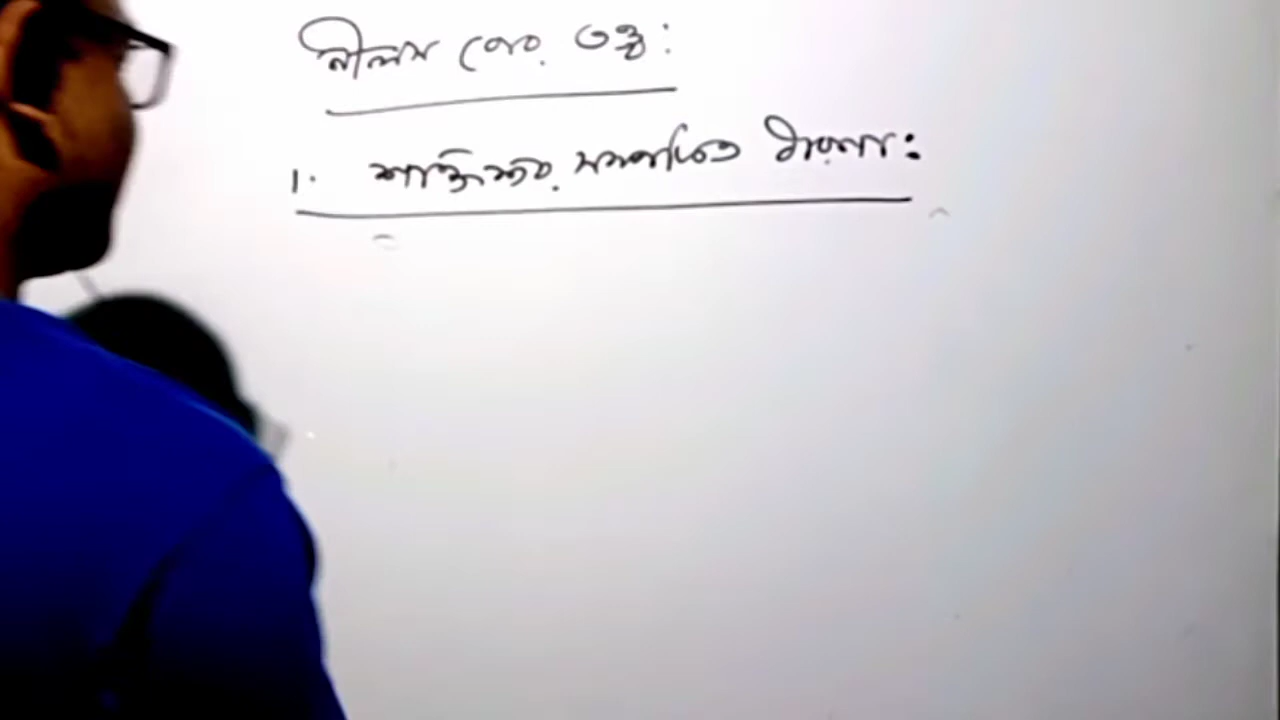 নীলস বোর তত্ত্ব:
1. শক্তিস্তর সম্পর্কিত ধারণা: